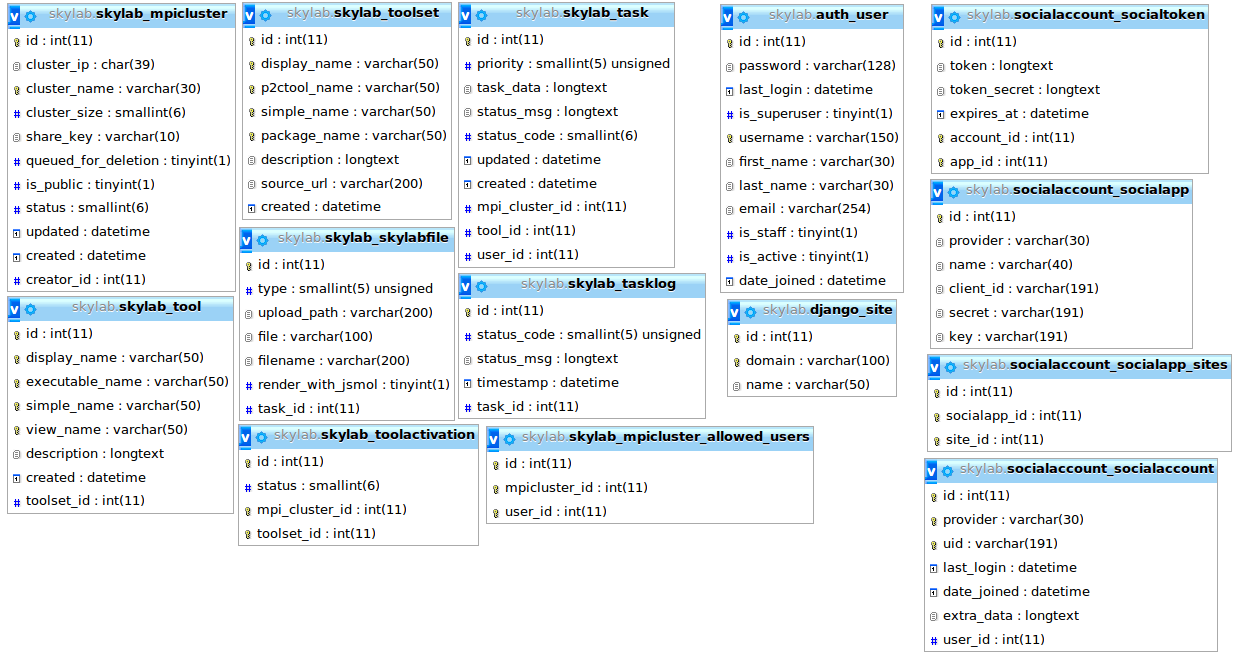 skylab.skylab_mpicluster
id : int(11)
cluster_ip : char(39)
cluster_name : varchar(30)
cluster_size : smallint(6)
share_key : varchar(10)
queued_for_deletion : tinyint(1)
is_public : tinyint(1)
status : smallint(6)
updated : datetime
created : datetime
creator_id : int(11)
skylab.skylab_tool
id : int(11)
display_name : varchar(50)
executable_name : varchar(50)
simple_name : varchar(50)
view_name : varchar(50)
description : longtext
created : datetime
toolset_id : int(11)
skylab.skylab_toolset
id : int(11)
display_name : varchar(50)
p2ctool_name : varchar(50)
simple_name : varchar(50)
package_name : varchar(50)
description : longtext
source_url : varchar(200)
created : datetime
skylab.skylab_skylabfile
id : int(11)
type : smallint(5) unsigned
upload_path : varchar(200)
file : varchar(100)
filename : varchar(200)
render_with_jsmol : tinyint(1)
task_id : int(11)
skylab.skylab_toolactivation
id : int(11)
status : smallint(6)
mpi_cluster_id : int(11)
toolset_id : int(11)
skylab.skylab_task
id : int(11)
priority : smallint(5) unsigned
task_data : longtext
status_msg : longtext
status_code : smallint(6)
updated : datetime
created : datetime
mpi_cluster_id : int(11)
tool_id : int(11)
user_id : int(11)
skylab.skylab_tasklog
id : int(11)
status_code : smallint(5) unsigned
status_msg : longtext
timestamp : datetime
task_id : int(11)
skylab.skylab_mpicluster_allowed_users
id : int(11)
mpicluster_id : int(11)
user_id : int(11)
skylab.auth_user
id : int(11)
password : varchar(128)
last_login : datetime
is_superuser : tinyint(1)
username : varchar(150)
first_name : varchar(30)
last_name : varchar(30)
email : varchar(254)
is_staff : tinyint(1)
is_active : tinyint(1)
date_joined : datetime
skylab.django_site
id : int(11)
domain : varchar(100)
name : varchar(50)
skylab.socialaccount_socialtoken
id : int(11)
token : longtext
token_secret : longtext
expires_at : datetime
account_id : int(11)
app_id : int(11)
skylab.socialaccount_socialapp
id : int(11)
provider : varchar(30)
name : varchar(40)
client_id : varchar(191)
secret : varchar(191)
key : varchar(191)
skylab.socialaccount_socialapp_sites
id : int(11)
socialapp_id : int(11)
site_id : int(11)
skylab.socialaccount_socialaccount
id : int(11)
provider : varchar(30)
uid : varchar(191)
last_login : datetime
date_joined : datetime
extra_data : longtext
user_id : int(11)